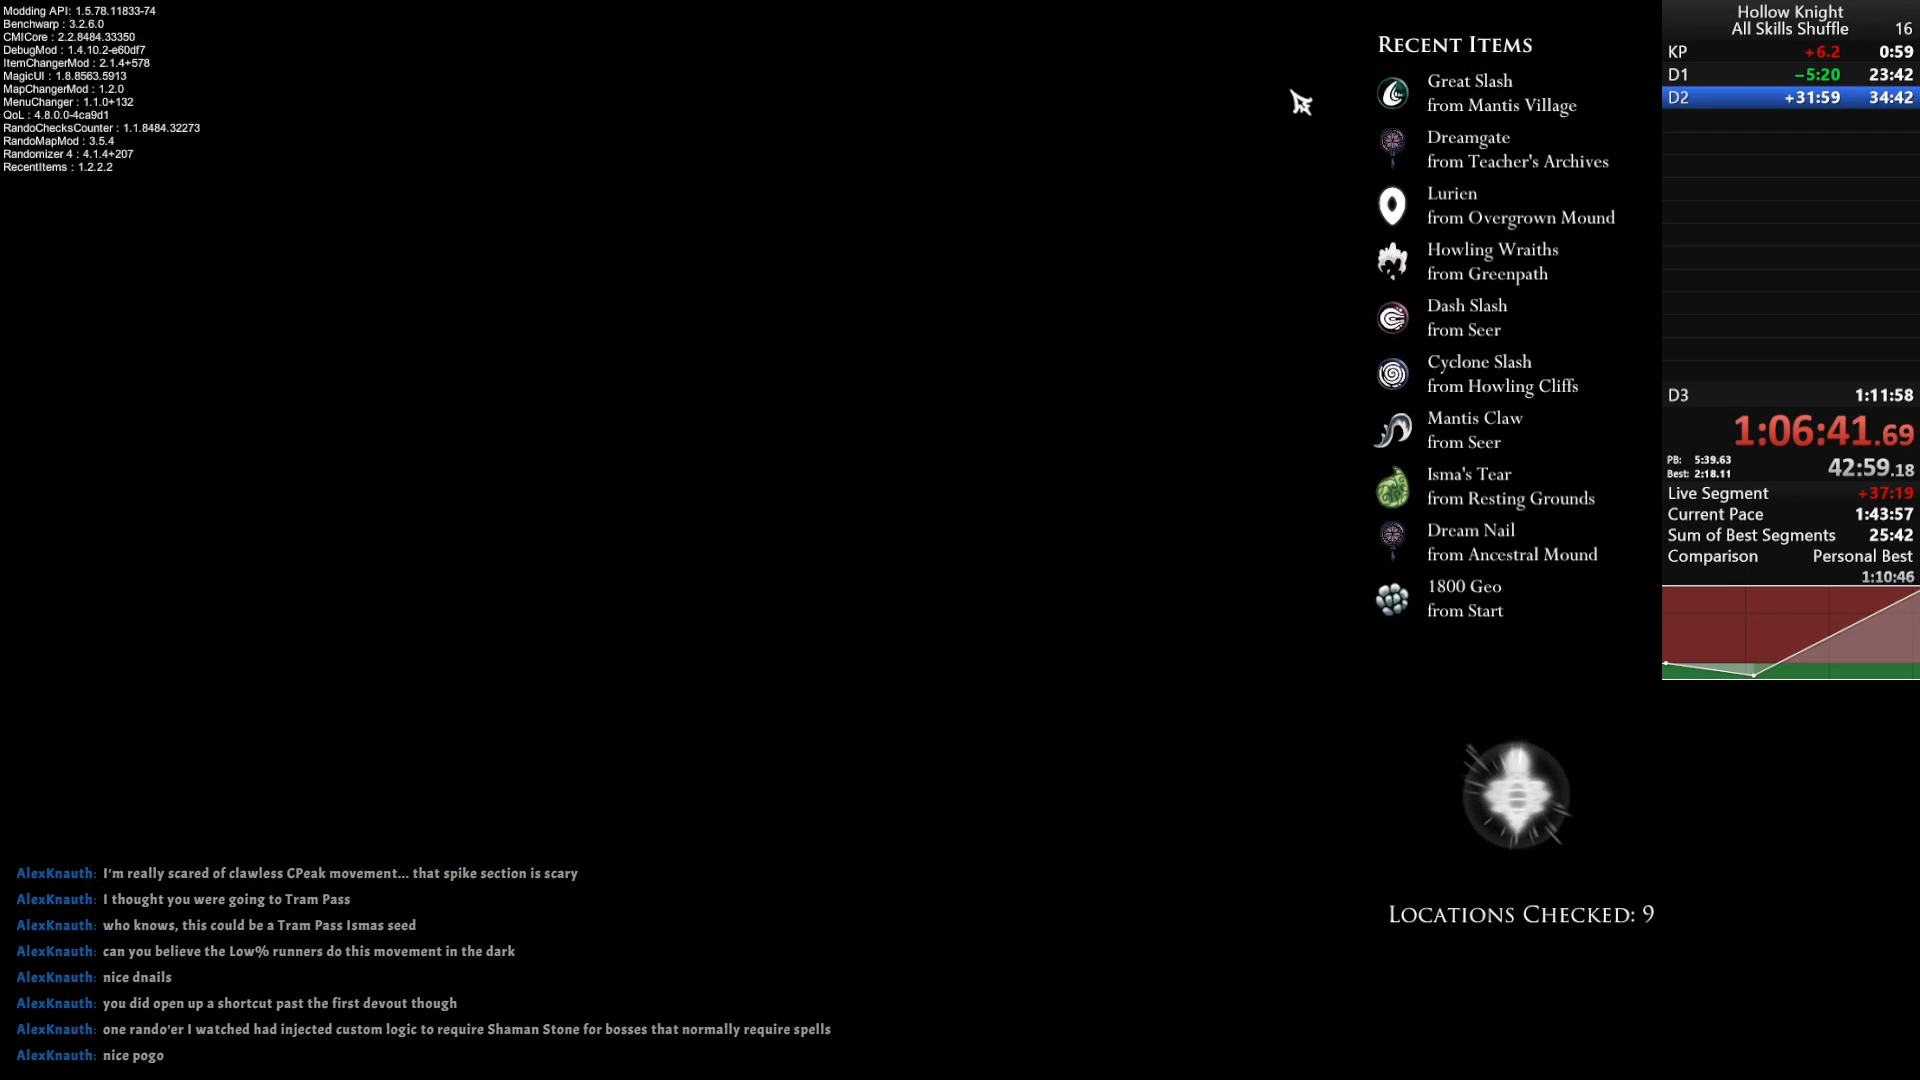 Modding API: 1.5.78.11833-74
Benchwarp : 3.2.6.0
CMICore : 2.2.8484.33350
DebugMod : 1.4.10.2-e60df7
ItemChangerMod : 2.1.4+578
MagicUI : 1.8.8563.5913
MapChangerMod : 1.2.0
MenuChanger : 1.1.0+132
QoL : 4.8.0.0-4ca9d1
RandoChecksCounter : 1.1.8484.32273
RandoMapMod : 3.5.4
Randomizer 4 : 4.1.4+207
RecentItems : 1.2.2.2
RECENT ITEMS
Great Slash
from Mantis Village
Dreamgate
from Teacher's Archives
Lurien
from Overgrown Mound
Howling Wraiths
from Greenpath
Dash Slash
from Seer
Cyclone Slash
from Howling Cliffs
Mantis Claw
from Seer
Isma's Tear
from Resting Grounds
Dream Nail
from Ancestral Mound
1800 Geo
from Start
LOCATIONS CHECKED: 9
Hollow Knight
All Skills Shuffle 16
KP +6.2 0:59
D1 −5:20 23:42
D2 +31:59 34:42
D3 1:11:58
1:06:41.69
PB: 5:39.63
Best: 2:18.11
42:59.18
Live Segment +37:19
Current Pace 1:43:57
Sum of Best Segments 25:42
Comparison Personal Best
1:10:46
AlexKnauth: I'm really scared of clawless CPeak movement... that spike section is scary
AlexKnauth: I thought you were going to Tram Pass
AlexKnauth: who knows, this could be a Tram Pass Ismas seed
AlexKnauth: can you believe the Low% runners do this movement in the dark
AlexKnauth: nice dnails
AlexKnauth: you did open up a shortcut past the first devout though
AlexKnauth: one rando'er I watched had injected custom logic to require Shaman Stone for bosses that normally require spells
AlexKnauth: nice pogo